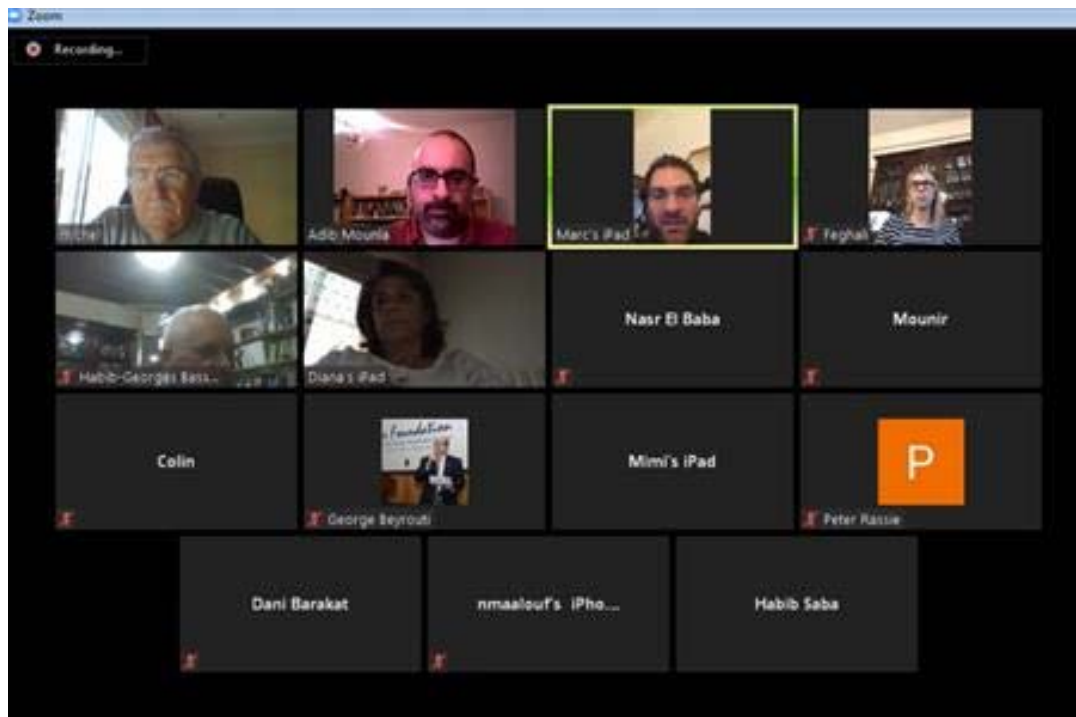 Zoom
Recording...
Adib Mounla
Marc's iPad
Feghali
Habib-Georges Bass...
Diana's iPad
Nasr El Baba
Mounir
Colin
Foundation
George Beyrouti
Mimi's iPad
P
Peter Rassie
Dani Barakat
nmaalouf's iPho...
Habib Saba